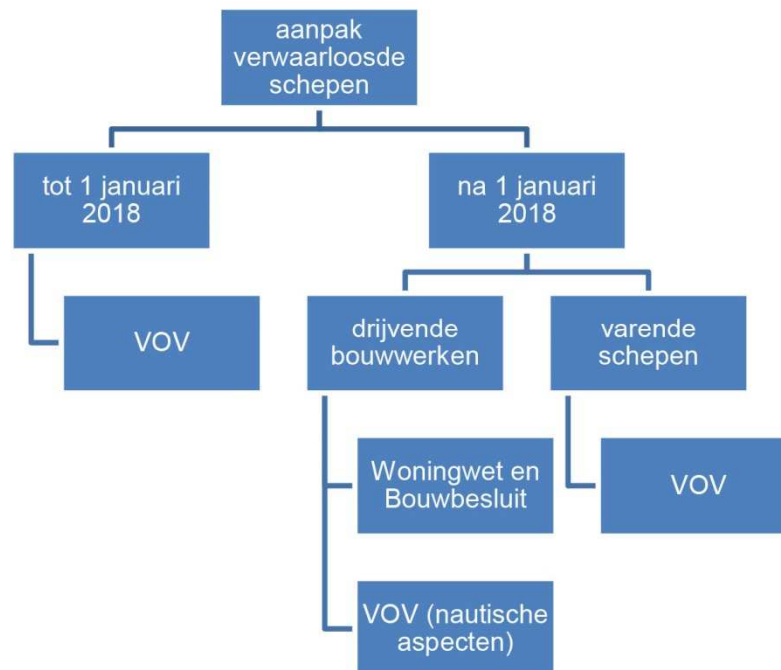 aanpak
verwaarloosde
schepen
tot 1 januari
2018
VOV
na 1 januari
2018
drijvende
bouwwerken
Woningwet en
Bouwbesluit
VOV (nautische
aspecten)
varende
schepen
VOV